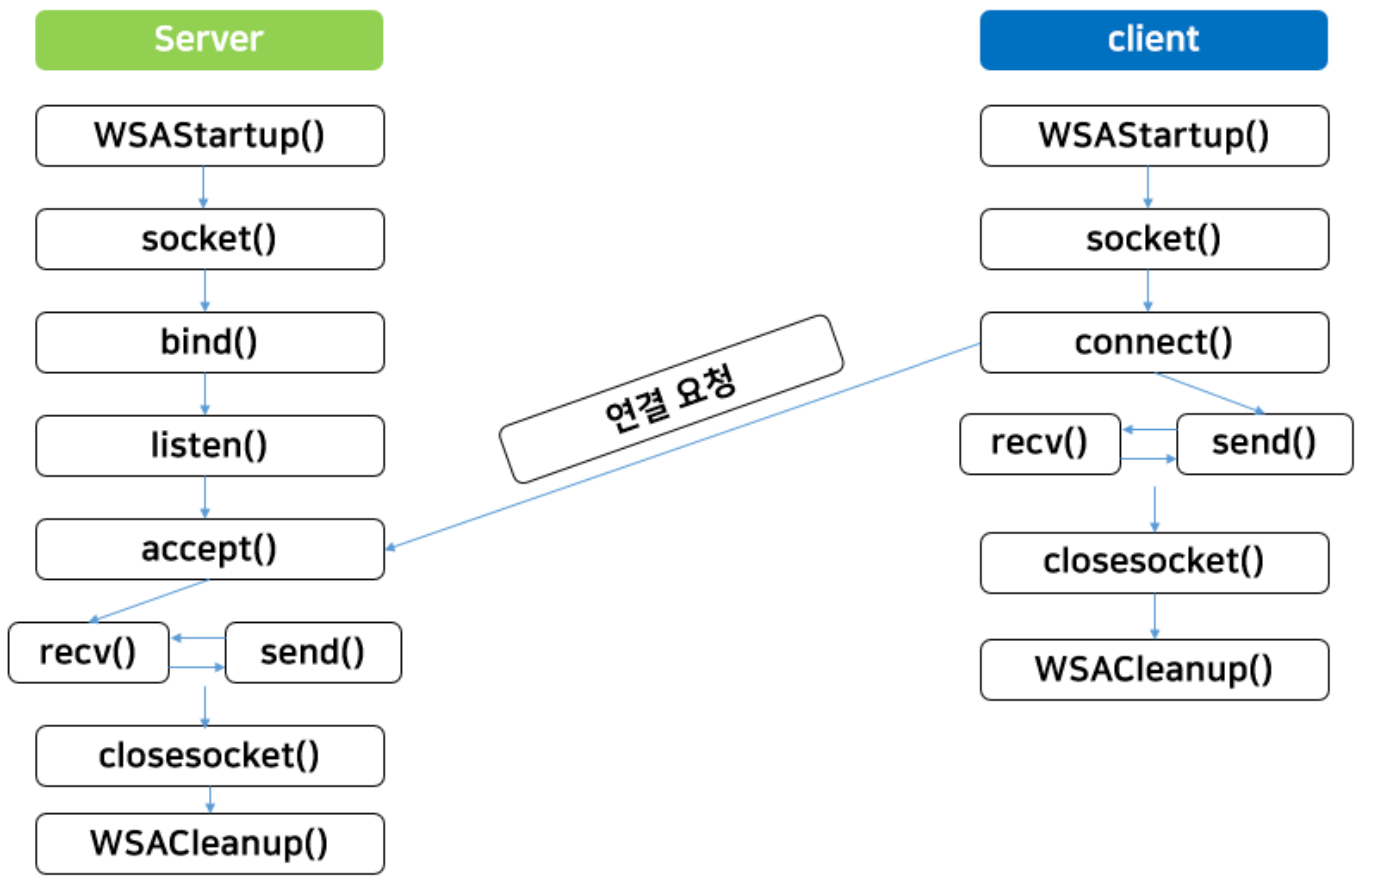 Server
WSAStartup()
socket()
bind()
listen()
accept()
recv()
send()
closesocket()
WSACleanup()
연결 요청
client
WSAStartup()
socket()
connect()
recv()
send()
closesocket()
WSACleanup()